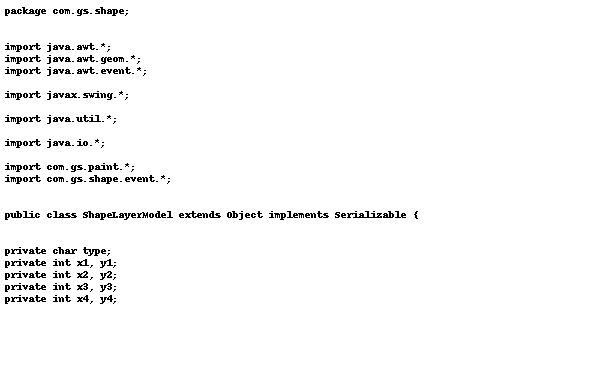 package com.gs.shape;
import java.awt.*;
import java.awt.geom.*;
import java.awt.event.*;
import javax.swing.*;
import java.util.*;
import java.io.*;
import com.gs.paint.*;
import com.gs.shape.event.*;
public class ShapeLayerModel extends Object implements Serializable {
private char type;
private int x1, y1;
private int x2, y2;
private int x3, y3;
private int x4, y4;